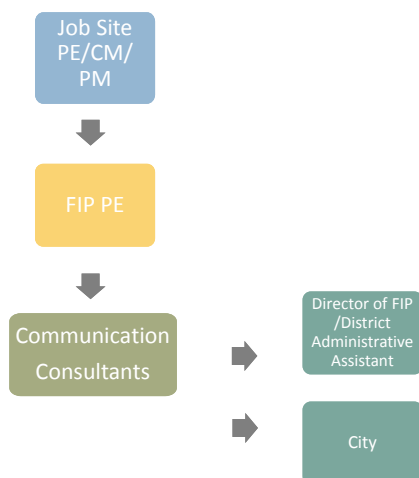 Job Site
PE/CM/
PM
FIP PE
Communication
Consultants
Director of FIP
/District
Administrative
Assistant
City